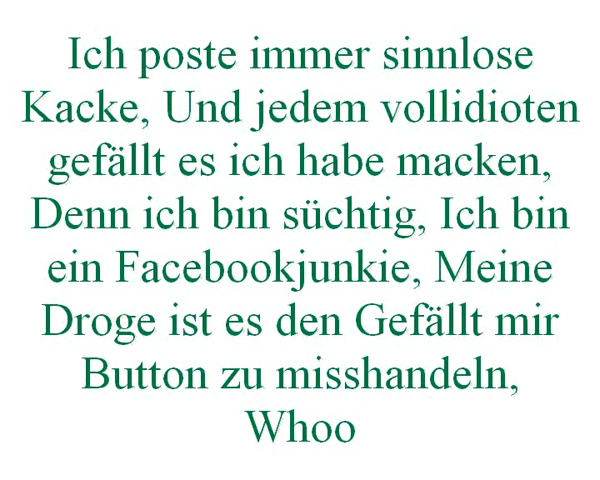 Ich poste immer sinnlose
Kacke, Und jedem vollidioten
gefällt es ich habe macken,
Denn ich bin süchtig, Ich bin
ein Facebookjunkie, Meine
Droge ist es den Gefällt mir
Button zu misshandeln,
Whoo